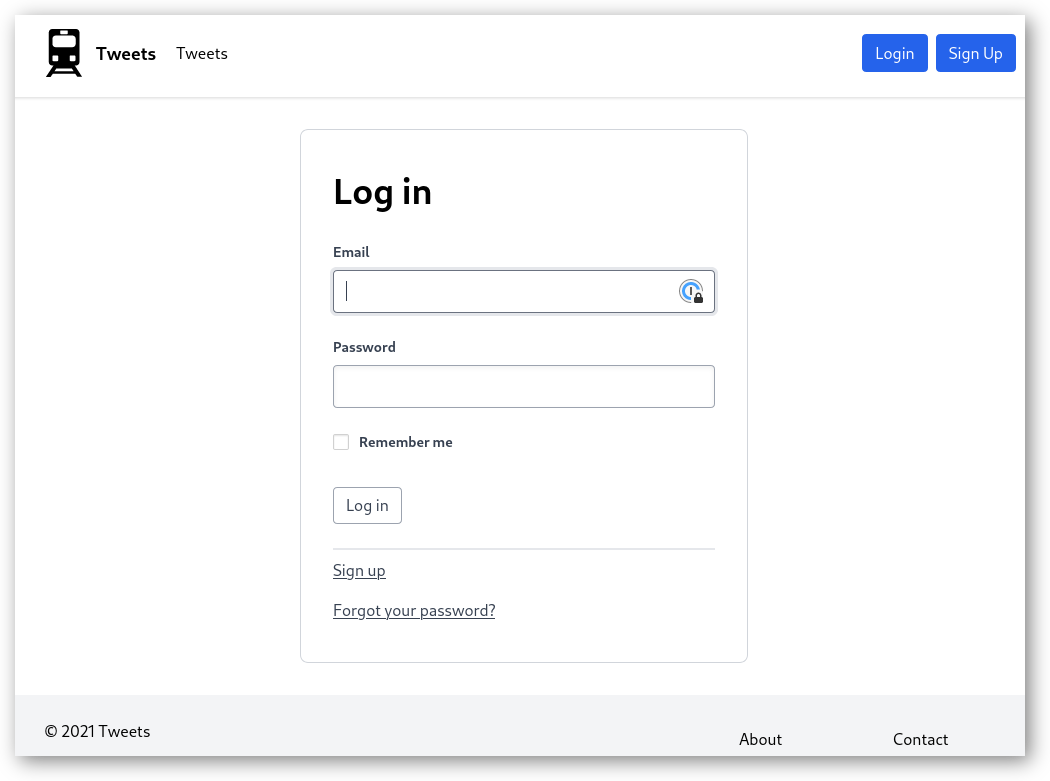 Tweets Tweets Login Sign Up
Log in
Email
Password
Remember me
Log in
Sign up
Forgot your password?
© 2021 Tweets
About Contact